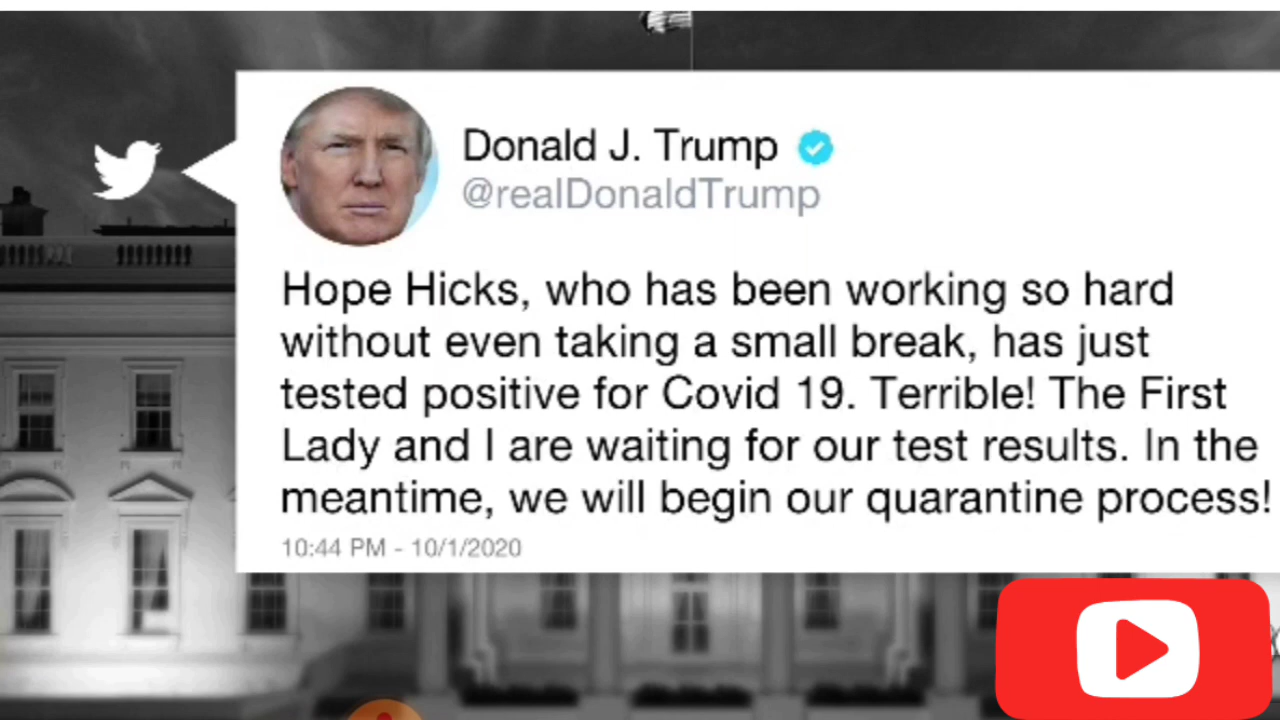 Donald J. Trump
@realDonaldTrump
Hope Hicks, who has been working so hard
without even taking a small break, has just
tested positive for Covid 19. Terrible! The First
Lady and I are waiting for our test results. In the
meantime, we will begin our quarantine process!
10:44 PM - 10/1/2020